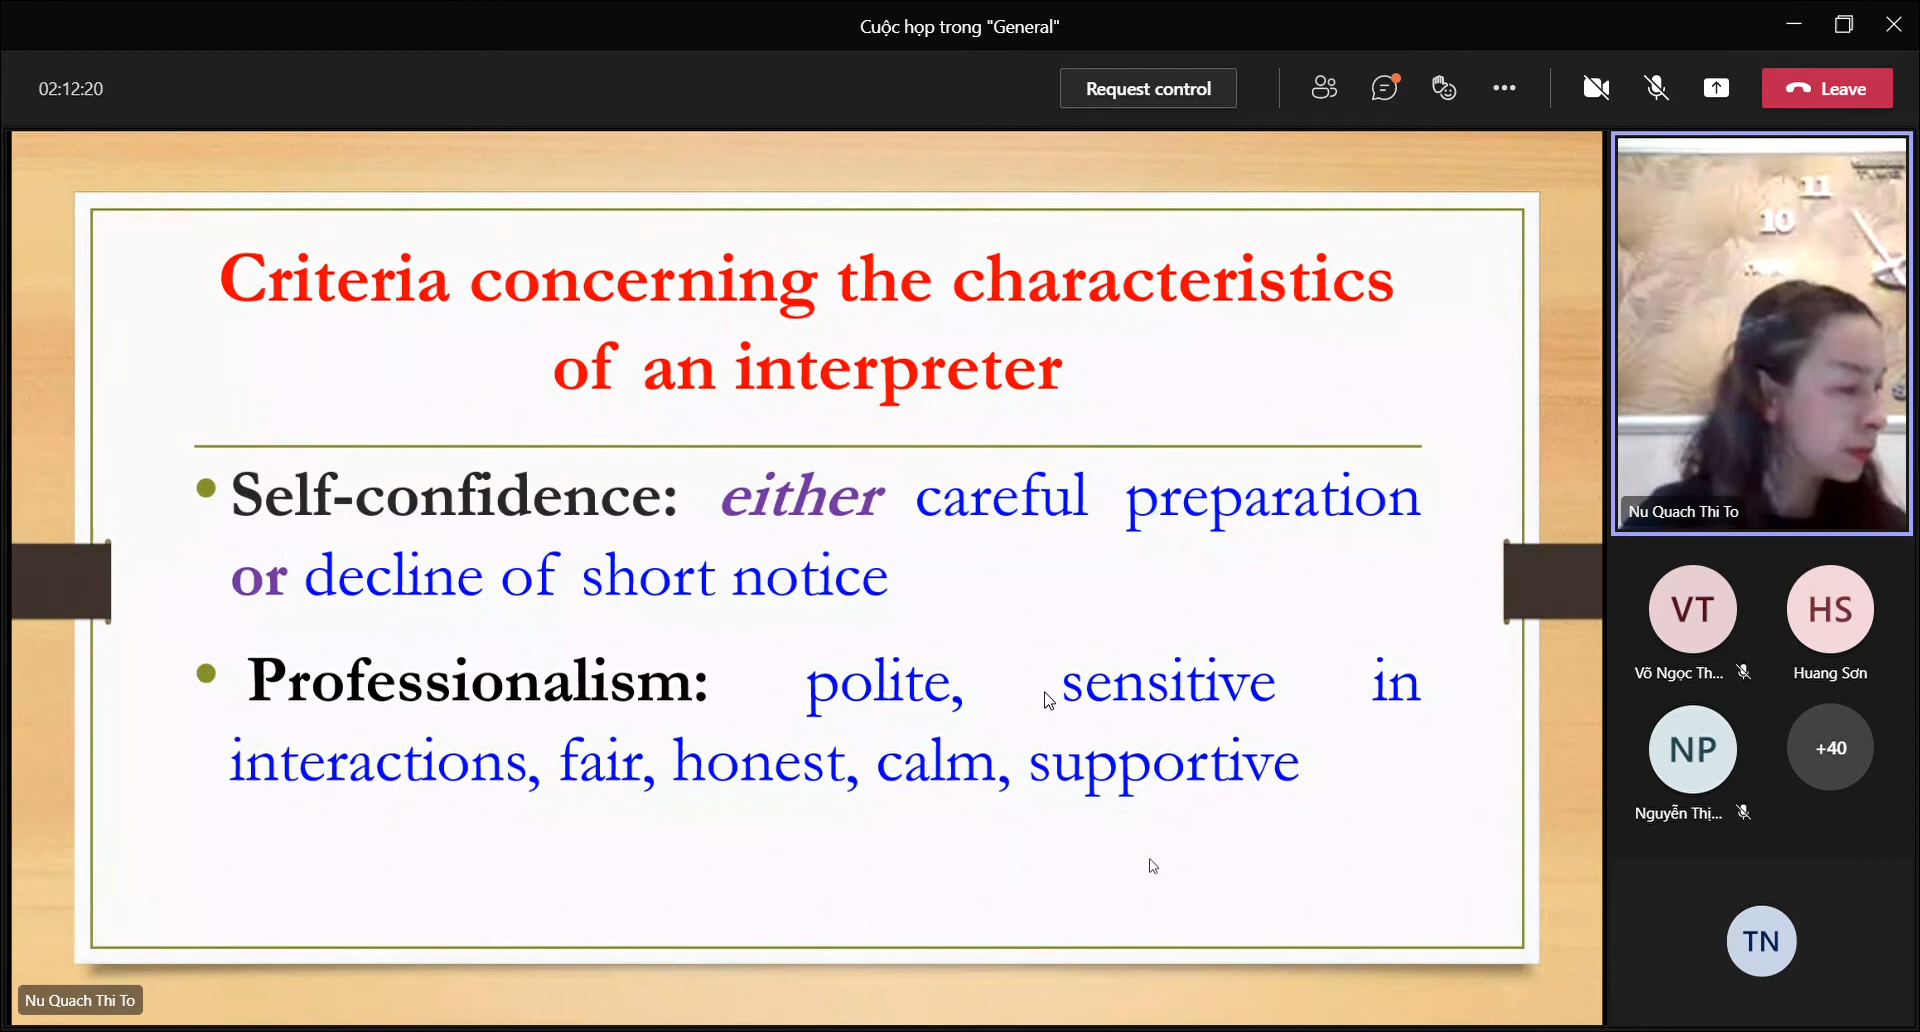 Cuộc họp trong "General"
02:12:20
Request control
Leave
Criteria concerning the characteristics
of an interpreter
• Self-confidence: either careful preparation
or decline of short notice
• Professionalism: polite, sensitive in
interactions, fair, honest, calm, supportive
Nu Quach Thi To
11
10
Nu Quach Thi To
VT
HS
Võ Ngọc Th...
Huang Sơn
NP
+40
Nguyễn Thị...
TN